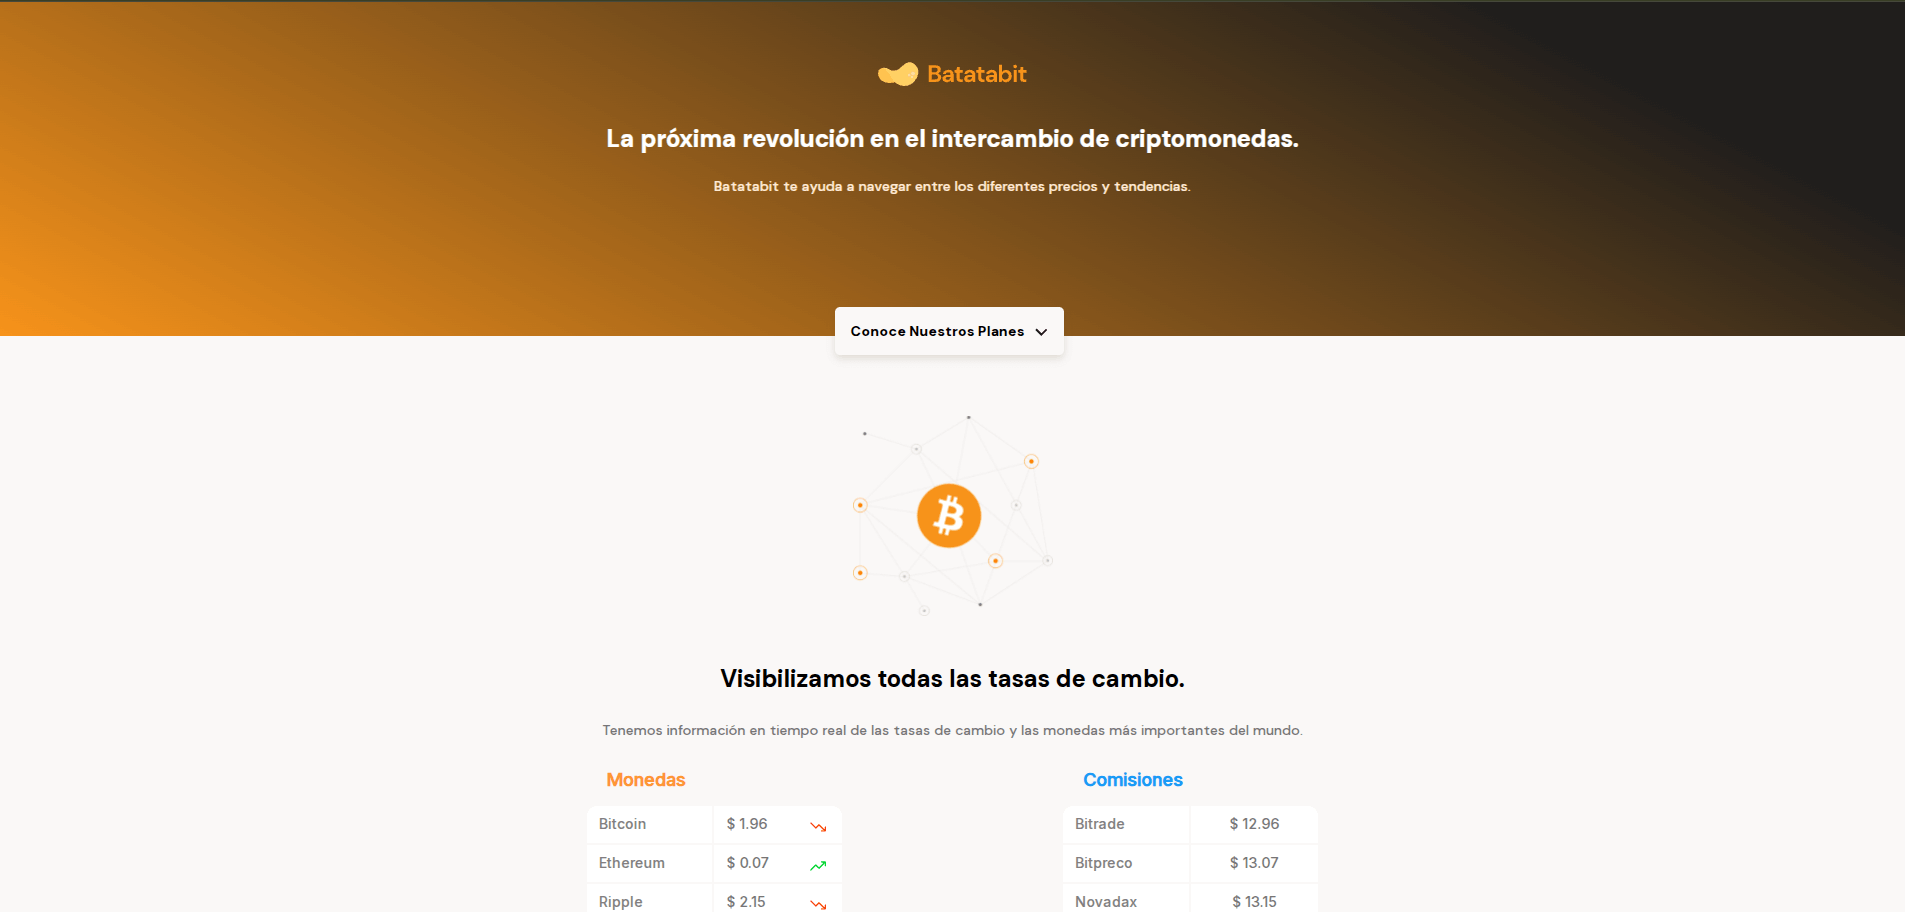 Batatabit
La próxima revolución en el intercambio de criptomonedas.
Batatabit te ayuda a navegar entre los diferentes precios y tendencias.
Conoce Nuestros Planes
Visibilizamos todas las tasas de cambio.
Tenemos información en tiempo real de las tasas de cambio y las monedas más importantes del mundo.
Monedas
Bitcoin $ 1.96
Ethereum $ 0.07
Ripple $ 2.15
Comisiones
Bitrade $ 12.96
Bitpreco $ 13.07
Novadax $ 13.15